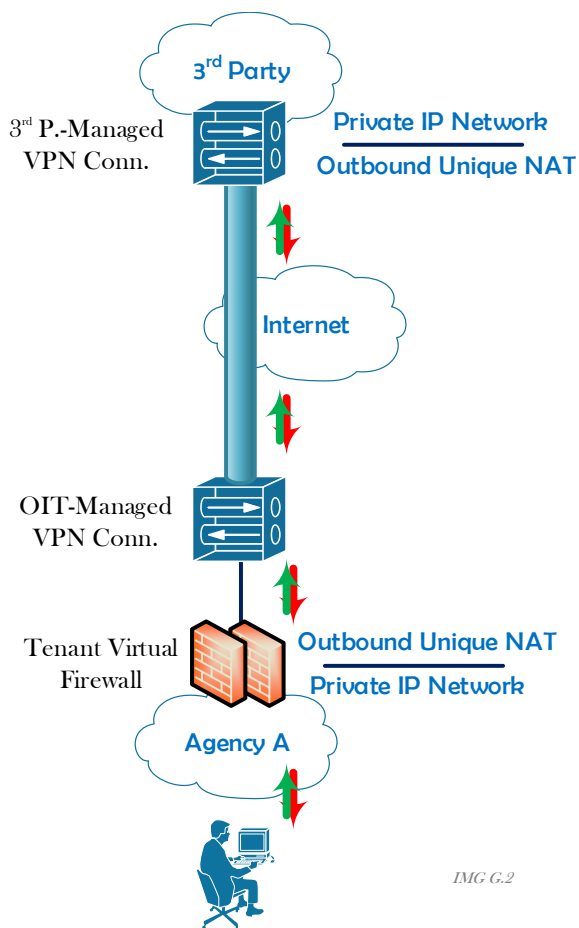 3rd Party
3rd P.-Managed
VPN Conn.
Private IP Network
Outbound Unique NAT
Internet
OIT-Managed
VPN Conn.
Tenant Virtual
Firewall
Outbound Unique NAT
Private IP Network
Agency A
IMG G.2